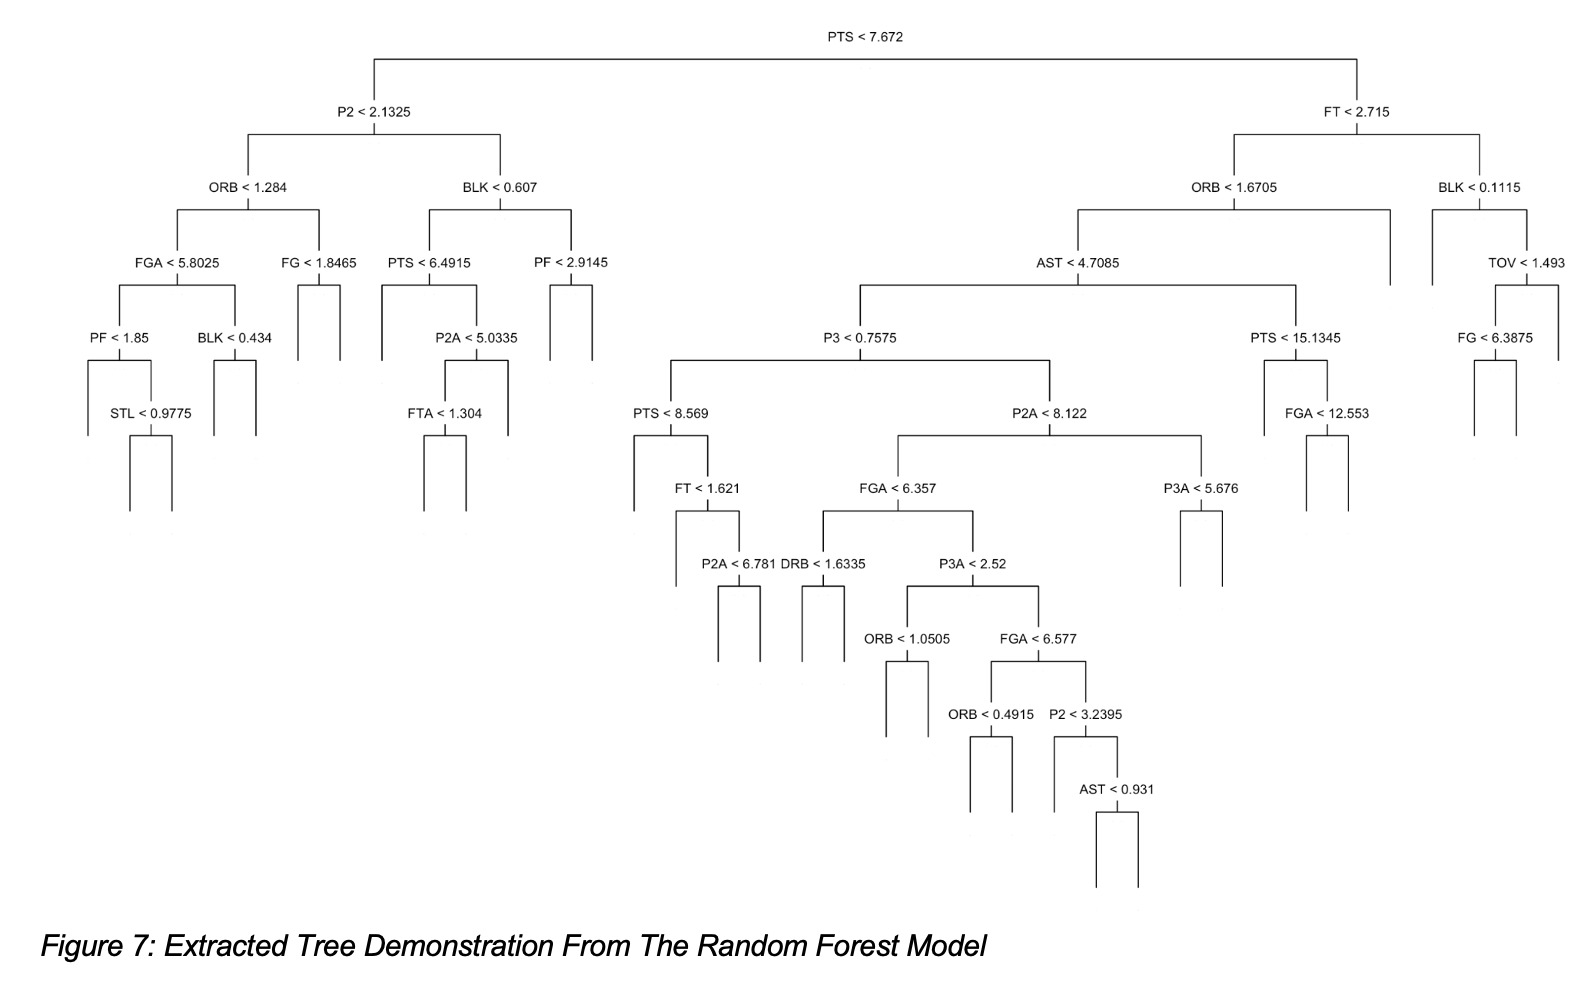 PTS < 7.672
P2 < 2.1325
FT < 2.715
ORB < 1.284
BLK < 0.607
ORB < 1.6705
BLK < 0.1115
FGA < 5.8025
FG < 1.8465
PTS < 6.4915
PF < 2.9145
AST < 4.7085
TOV < 1.493
PF < 1.85
BLK < 0.434
P2A < 5.0335
P3 < 0.7575
PTS < 15.1345
FG < 6.3875
STL < 0.9775
FTA < 1.304
PTS < 8.569
P2A < 8.122
FGA < 12.553
FT < 1.621
FGA < 6.357
P3A < 5.676
P2A < 6.781
DRB < 1.6335
P3A < 2.52
ORB < 1.0505
FGA < 6.577
ORB < 0.4915
P2 < 3.2395
AST < 0.931
Figure 7: Extracted Tree Demonstration From The Random Forest Model